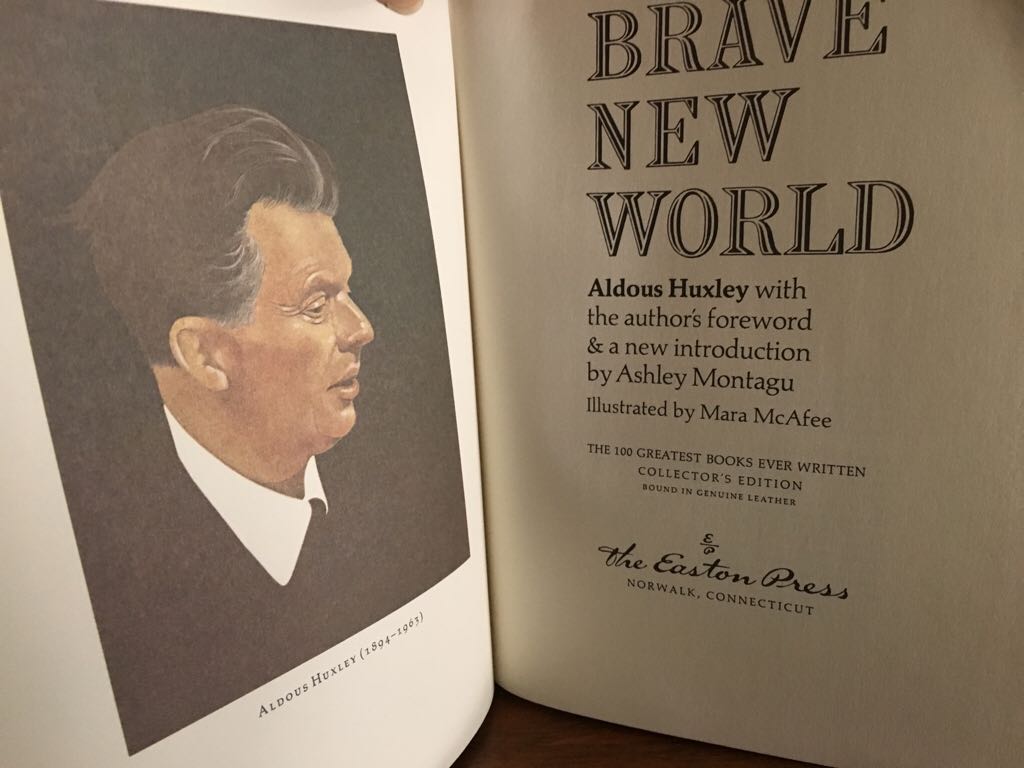 ALDOUS HUXLEY (1894–1963)
BRAVE
NEW
WORLD
Aldous Huxley with
the author's foreword
& a new introduction
by Ashley Montagu
Illustrated by Mara McAfee
THE 100 GREATEST BOOKS EVER WRITTEN
COLLECTOR'S EDITION
BOUND IN GENUINE LEATHER
The Easton Press
NORWALK, CONNECTICUT